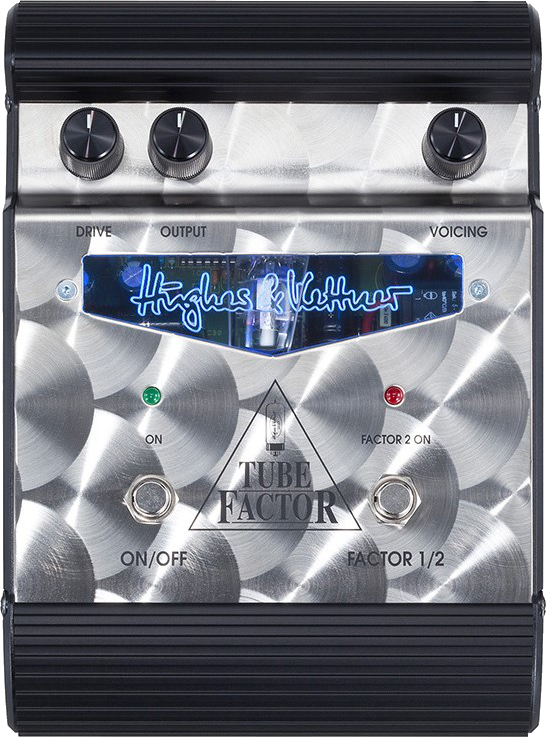 DRIVE OUTPUT VOICING
Hughes & Kettner
ON FACTOR 2 ON
TUBE
FACTOR
ON/OFF FACTOR 1/2